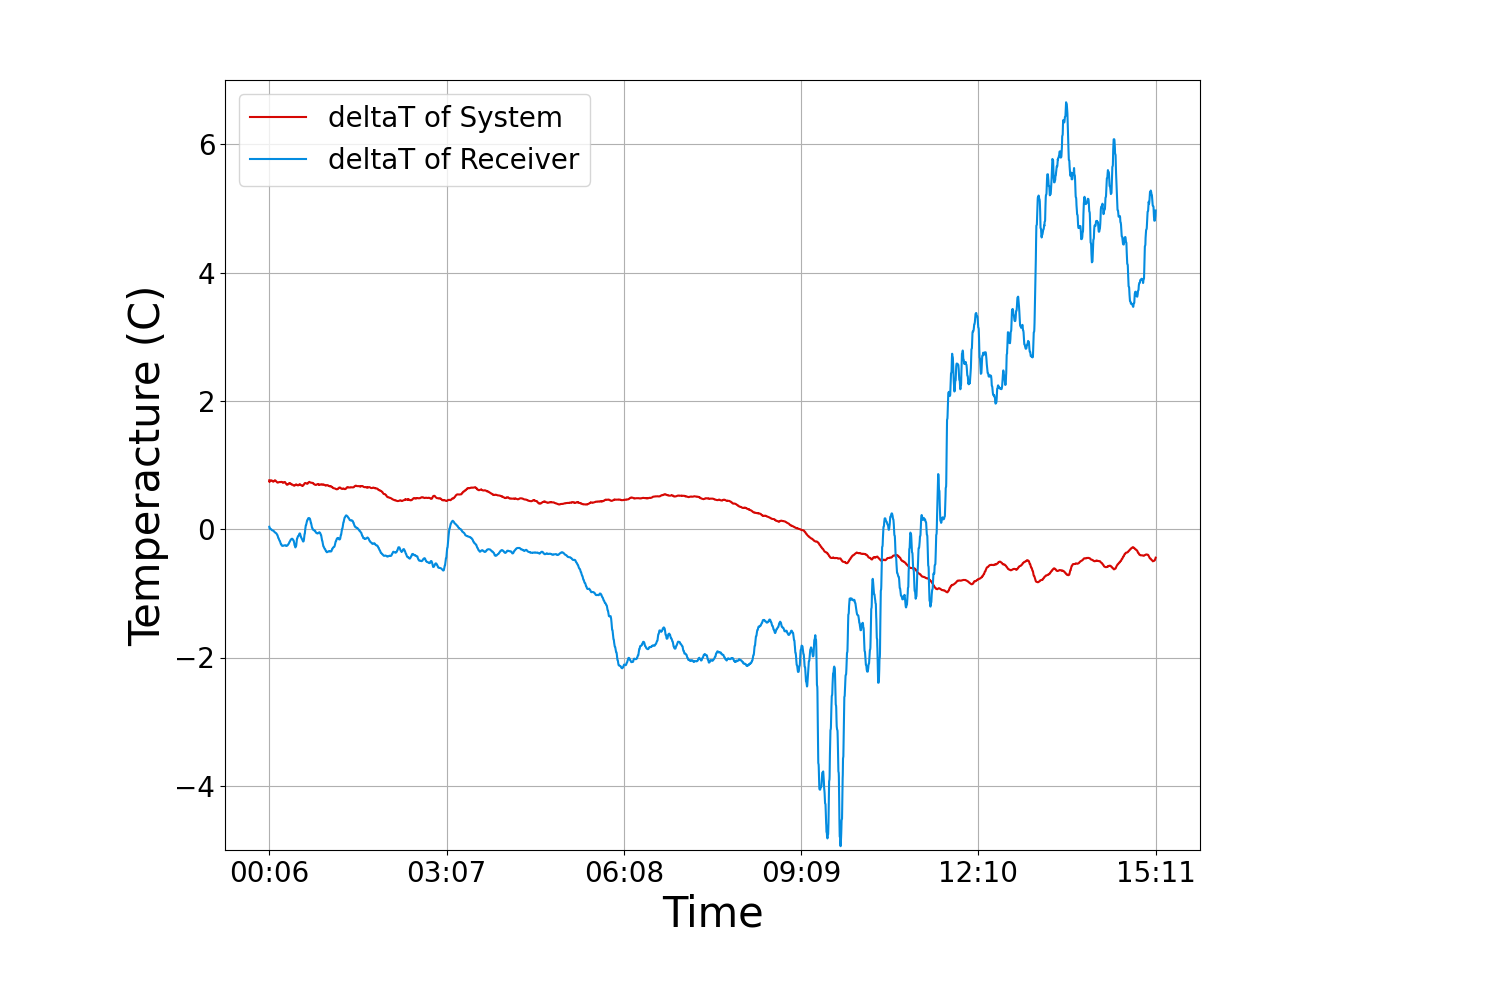 deltaT of System
deltaT of Receiver
Temperacture (C)
6
4
2
0
−2
−4
00:06 03:07 06:08 09:09 12:10 15:11
Time